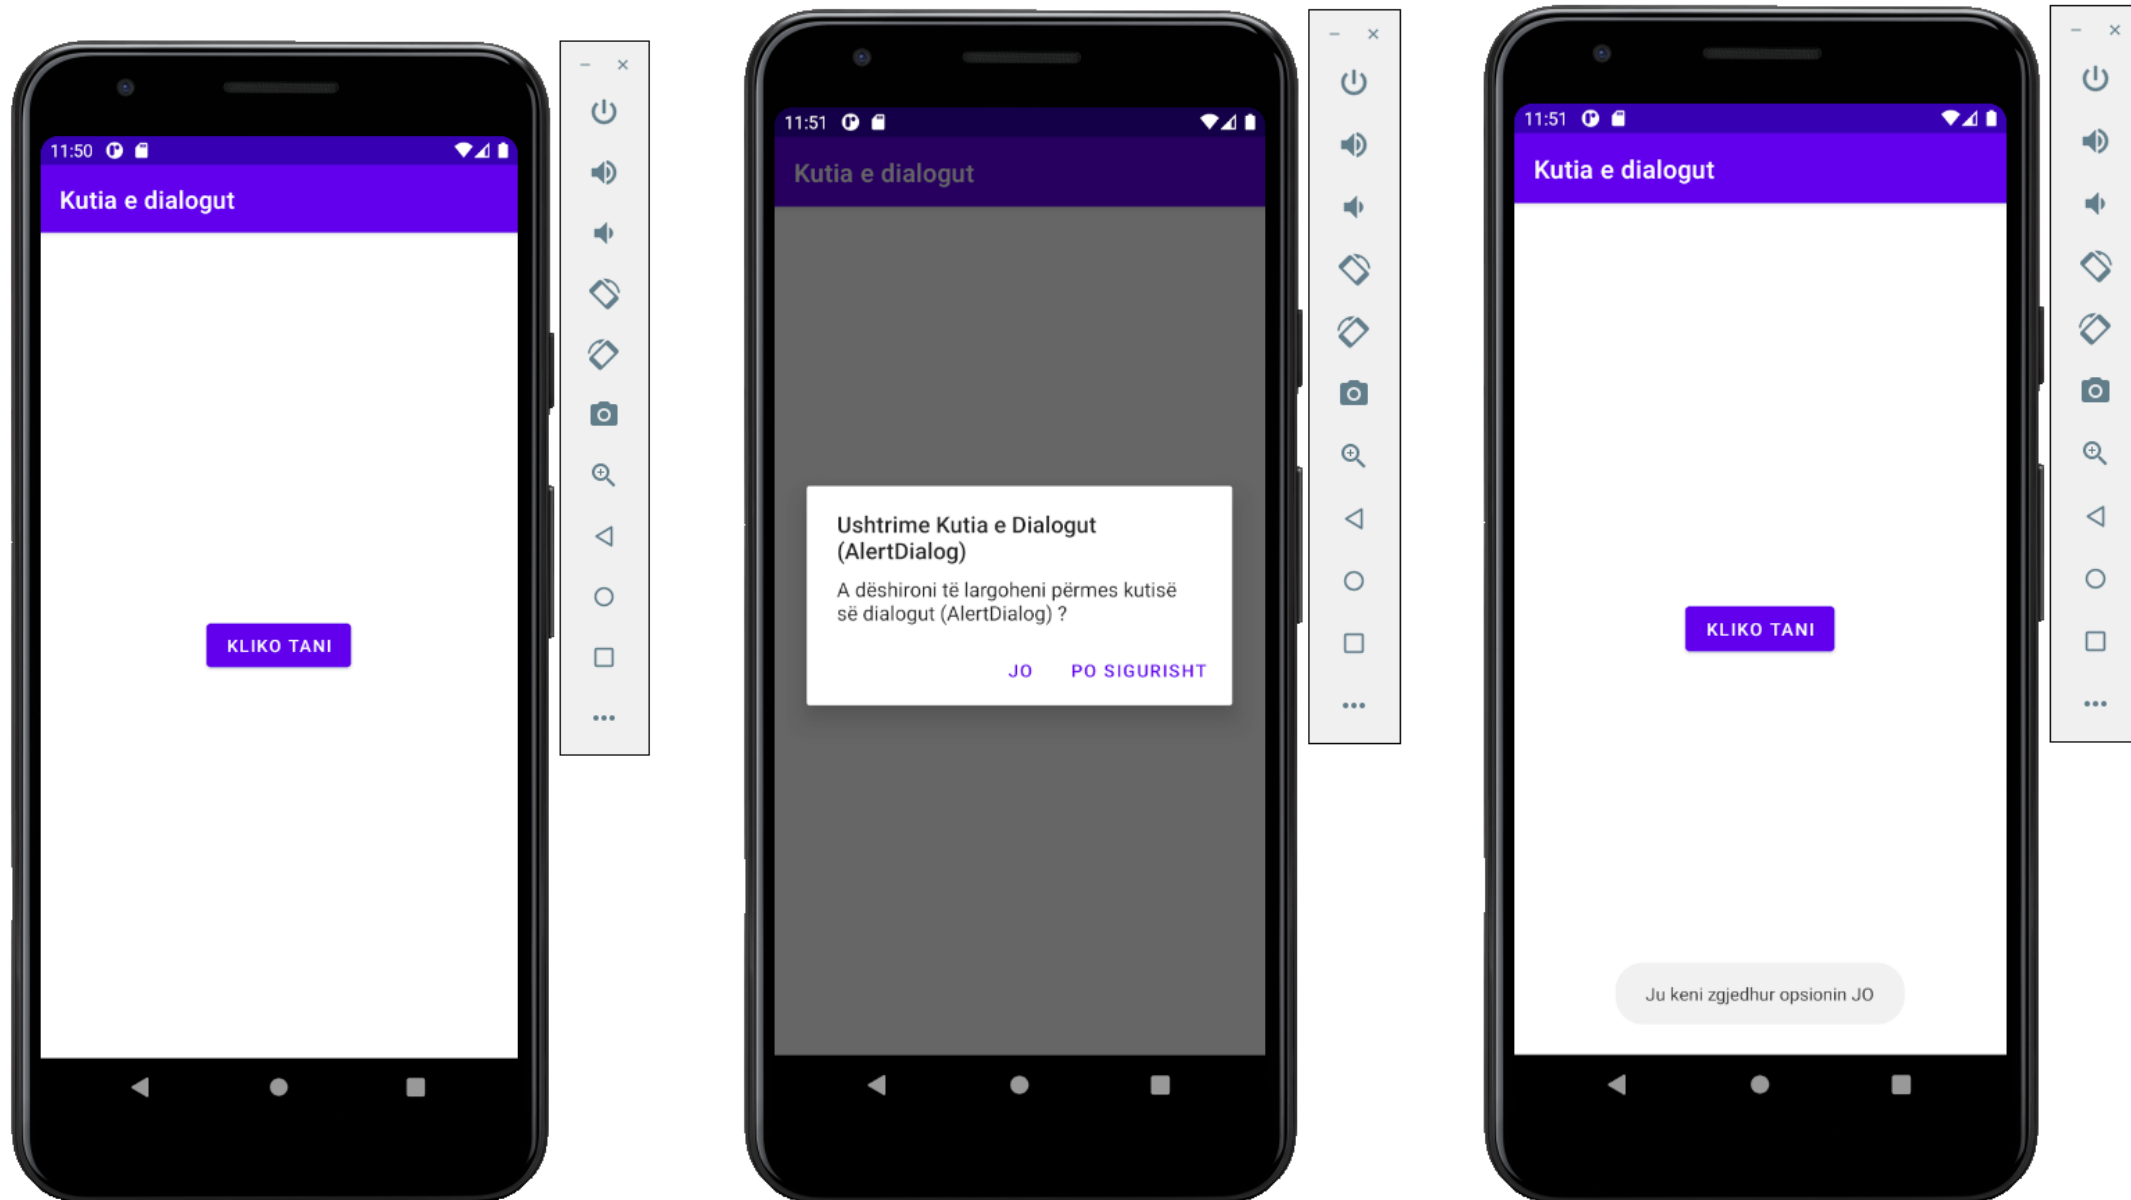 11:50
Kutia e dialogut
KLIKO TANI
11:51
Kutia e dialogut
Ushtrime Kutia e Dialogut
(AlertDialog)
A dëshironi të largoheni përmes kutisë
së dialogut (AlertDialog) ?
JO PO SIGURISHT
11:51
Kutia e dialogut
KLIKO TANI
Ju keni zgjedhur opsionin JO